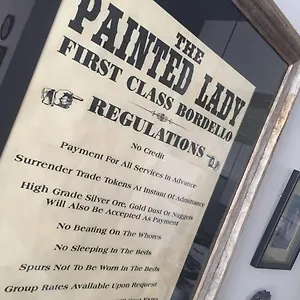 THE
PAINTED LADY
FIRST CLASS BORDELLO
REGULATIONS
No Credit
Payment For All Services In Advance
Surrender Trade Tokens At Instant Of Admittance
High Grade Silver Ore, Gold Dust Or Nuggets
Will Also Be Accepted As Payment
No Beating On The Whores
No Sleeping In The Beds
Spurs Not To Be Worn In The Beds
Group Rates Available Upon Request
Cost Extra